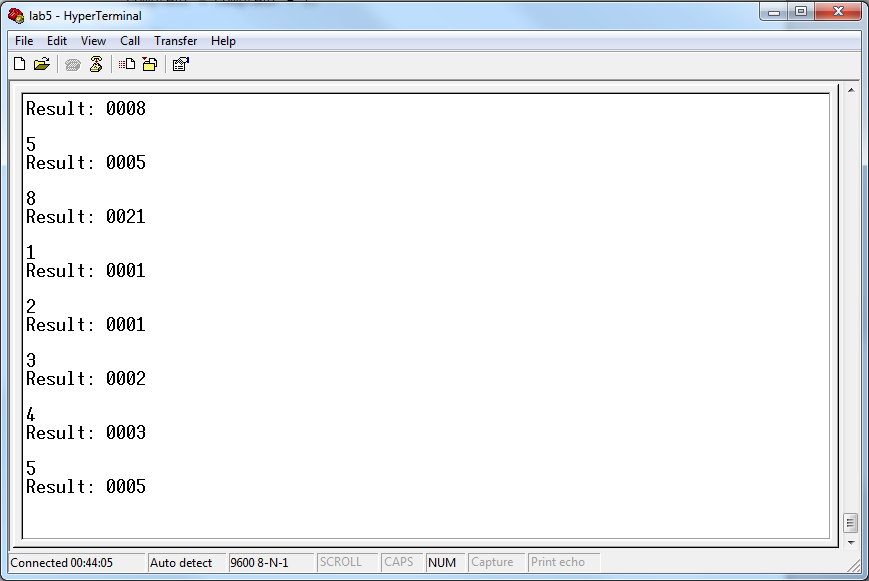 lab5 - HyperTerminal
File Edit View Call Transfer Help
Result: 0008
5
Result: 0005
8
Result: 0021
1
Result: 0001
2
Result: 0001
3
Result: 0002
4
Result: 0003
5
Result: 0005
Connected 00:44:05 Auto detect 9600 8-N-1 SCROLL CAPS NUM Capture Print echo